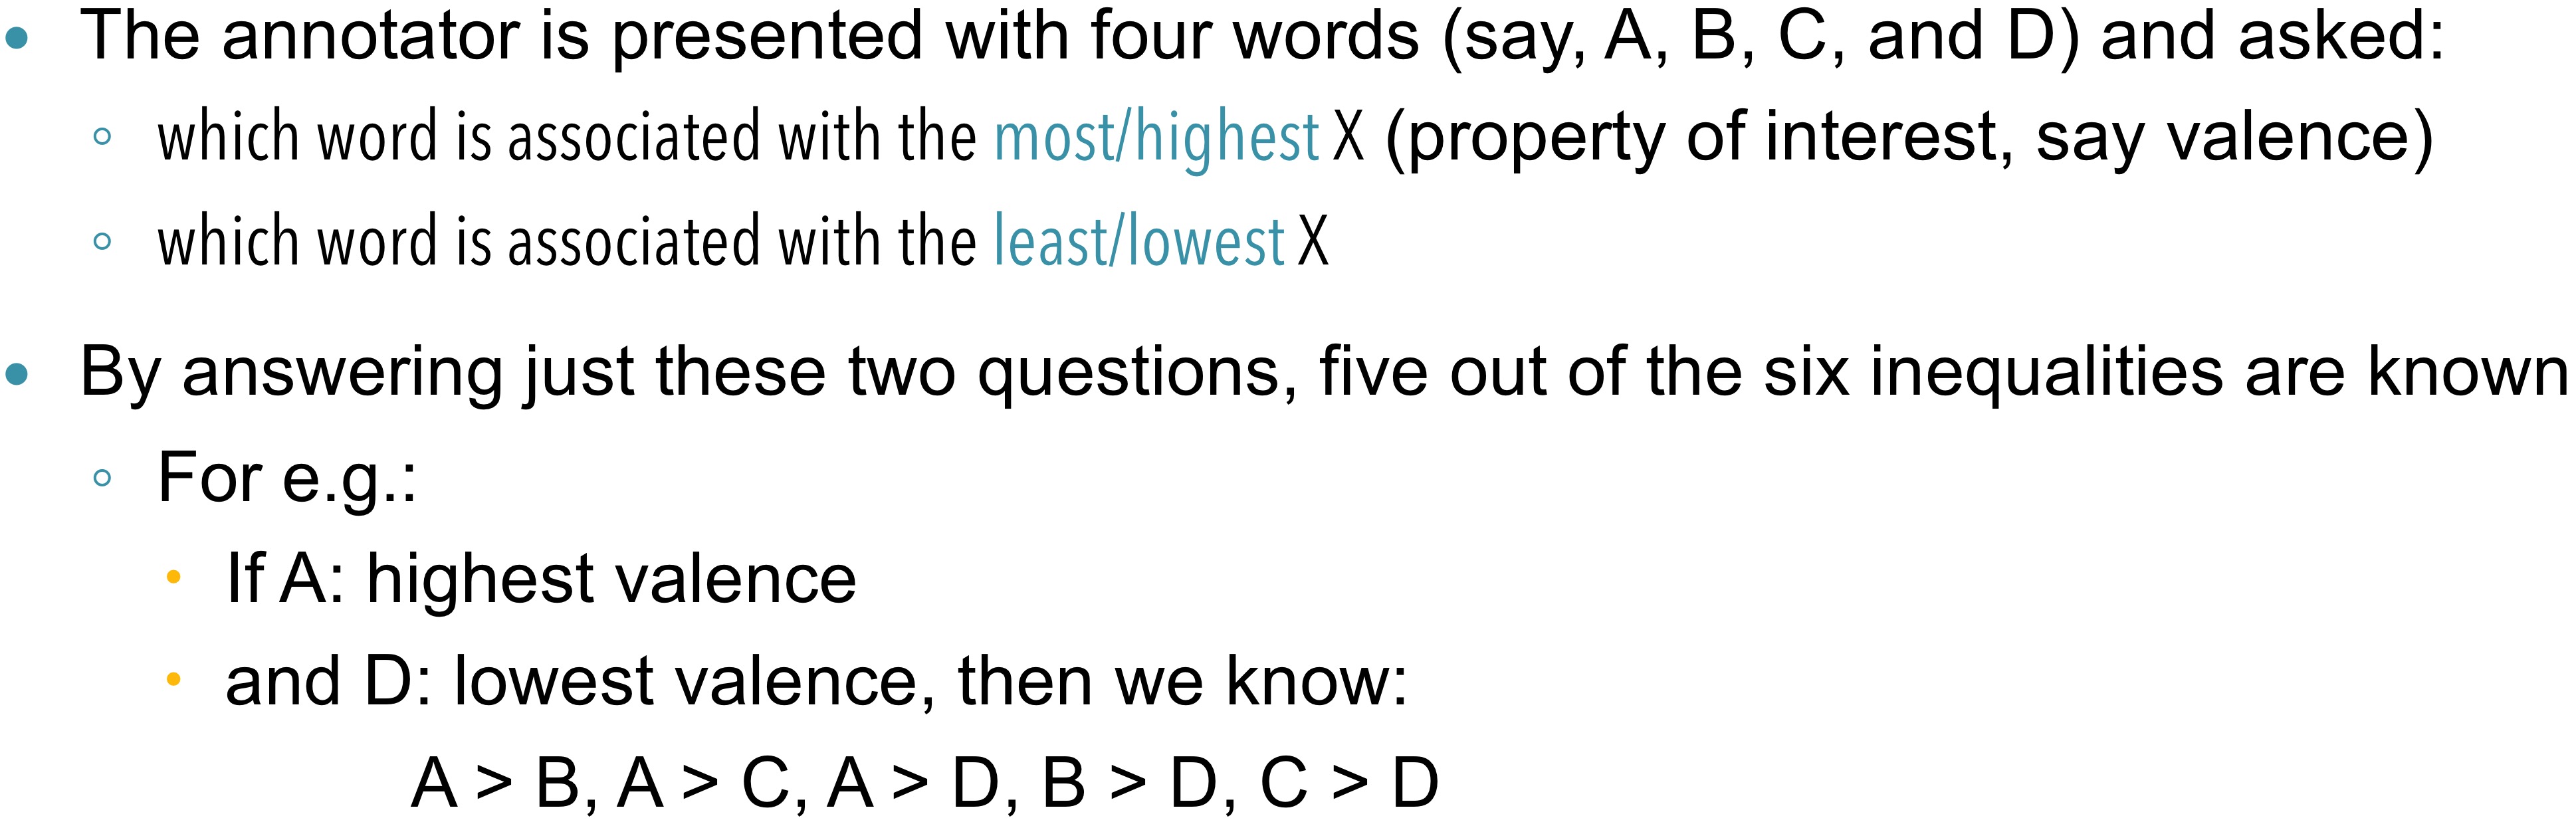 • The annotator is presented with four words (say, A, B, C, and D) and asked:
◦ which word is associated with the most/highest X (property of interest, say valence)
◦ which word is associated with the least/lowest X
• By answering just these two questions, five out of the six inequalities are known
◦ For e.g.:
• If A: highest valence
• and D: lowest valence, then we know:
A > B, A > C, A > D, B > D, C > D